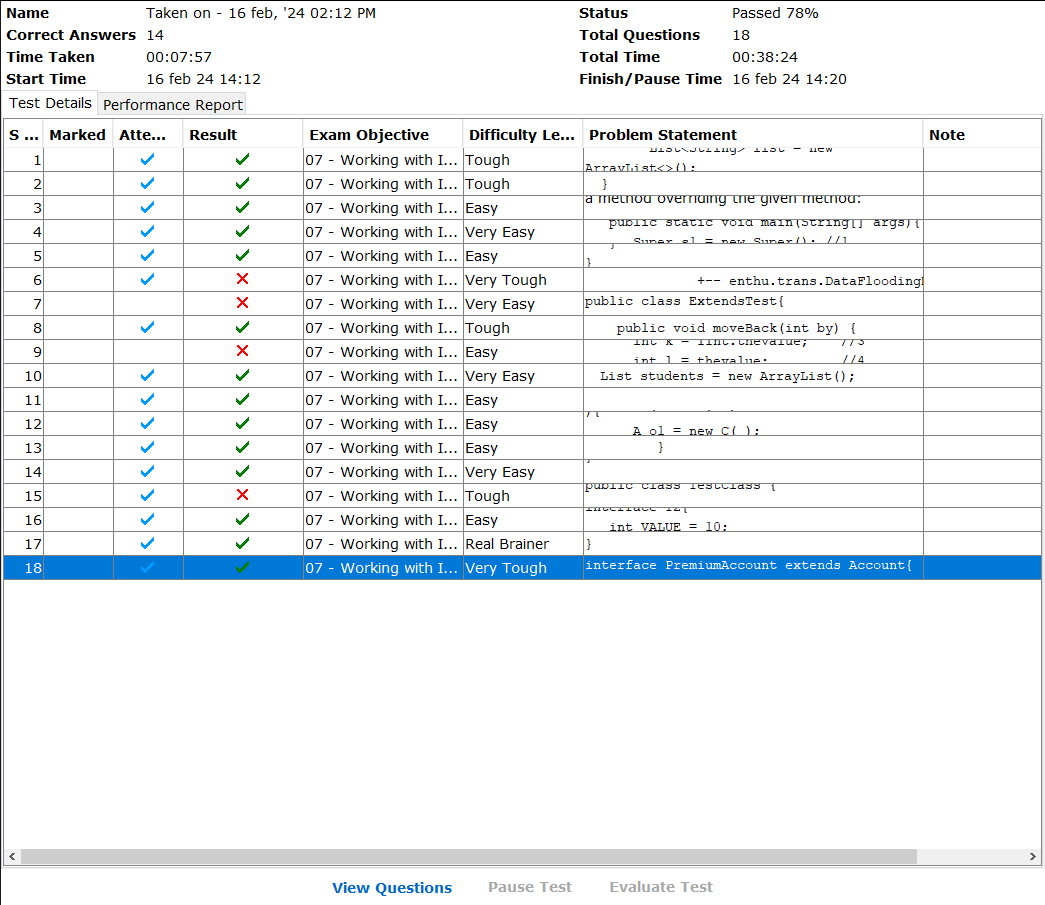 Name Taken on - 16 feb, '24 02:12 PM Status Passed 78%
Correct Answers 14 Total Questions 18
Time Taken 00:07:57 Total Time 00:38:24
Start Time 16 feb 24 14:12 Finish/Pause Time 16 feb 24 14:20
Test Details Performance Report
S ... Marked Atte... Result Exam Objective Difficulty Le... Problem Statement Note
1 07 - Working with I... Tough List<String> list = new
ArrayList<>();
2 07 - Working with I... Tough }
3 07 - Working with I... Easy a method overriding the given method:
4 07 - Working with I... Very Easy public static void main(String[] args){
} Super s1 = new Super(); //1
5 07 - Working with I... Easy }
6 07 - Working with I... Very Tough +-- enthu.trans.DataFlooding
7 07 - Working with I... Very Easy public class ExtendsTest{
8 07 - Working with I... Tough public void moveBack(int by) {
9 07 - Working with I... Easy int k = lint.thevalue; //3
int l = thevalue; //4
10 07 - Working with I... Very Easy List students = new ArrayList();
11 07 - Working with I... Easy
12 07 - Working with I... Easy ){
A o1 = new C( );
13 07 - Working with I... Easy }
14 07 - Working with I... Very Easy
15 07 - Working with I... Tough public class TestClass {
16 07 - Working with I... Easy interface I2{
int VALUE = 10;
17 07 - Working with I... Real Brainer }
18 07 - Working with I... Very Tough interface PremiumAccount extends Account{
View Questions Pause Test Evaluate Test